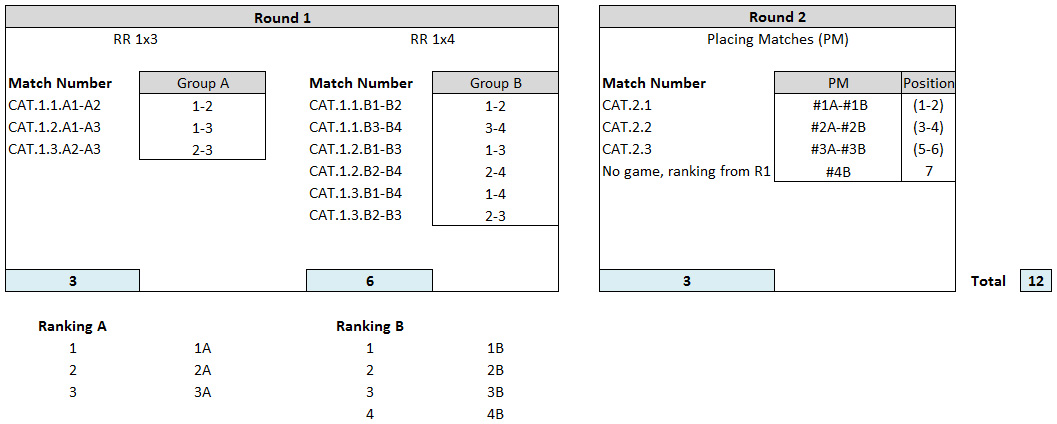 Round 1
RR 1x3 RR 1x4
Match Number Group A Match Number Group B
CAT.1.1.A1-A2 1-2 CAT.1.1.B1-B2 1-2
CAT.1.2.A1-A3 1-3 CAT.1.1.B3-B4 3-4
CAT.1.3.A2-A3 2-3 CAT.1.2.B1-B3 1-3
CAT.1.2.B2-B4 2-4
CAT.1.3.B1-B4 1-4
CAT.1.3.B2-B3 2-3
3 6
Round 2
Placing Matches (PM)
Match Number PM Position
CAT.2.1 #1A-#1B (1-2)
CAT.2.2 #2A-#2B (3-4)
CAT.2.3 #3A-#3B (5-6)
No game, ranking from R1 #4B 7
3
Total 12
Ranking A Ranking B
1 1A 1 1B
2 2A 2 2B
3 3A 3 3B
4 4B